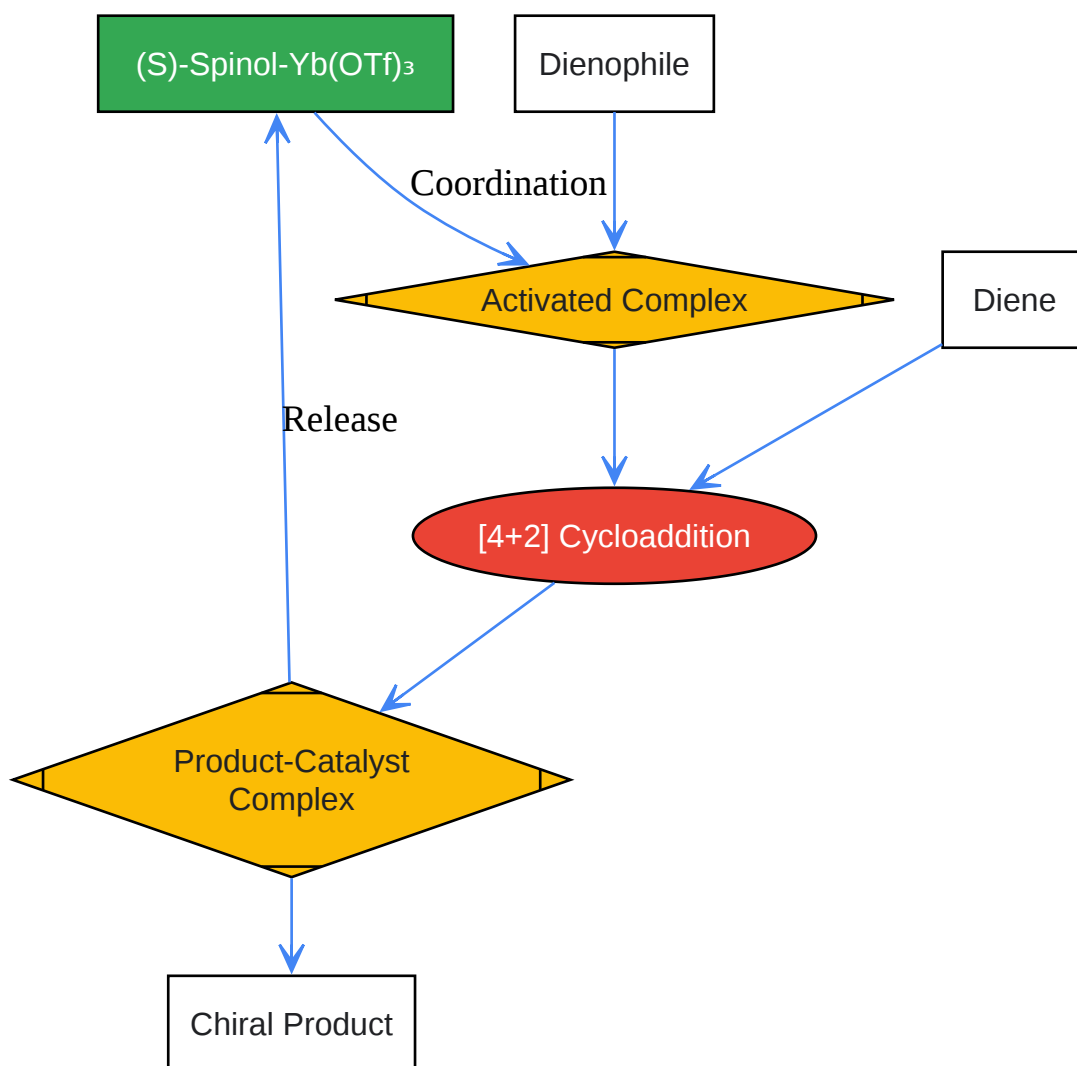 (S)-Spinol-Yb(OTf)₃
Dienophile
Coordination
Activated Complex
Diene
Release
[4+2] Cycloaddition
Product-Catalyst
Complex
Chiral Product